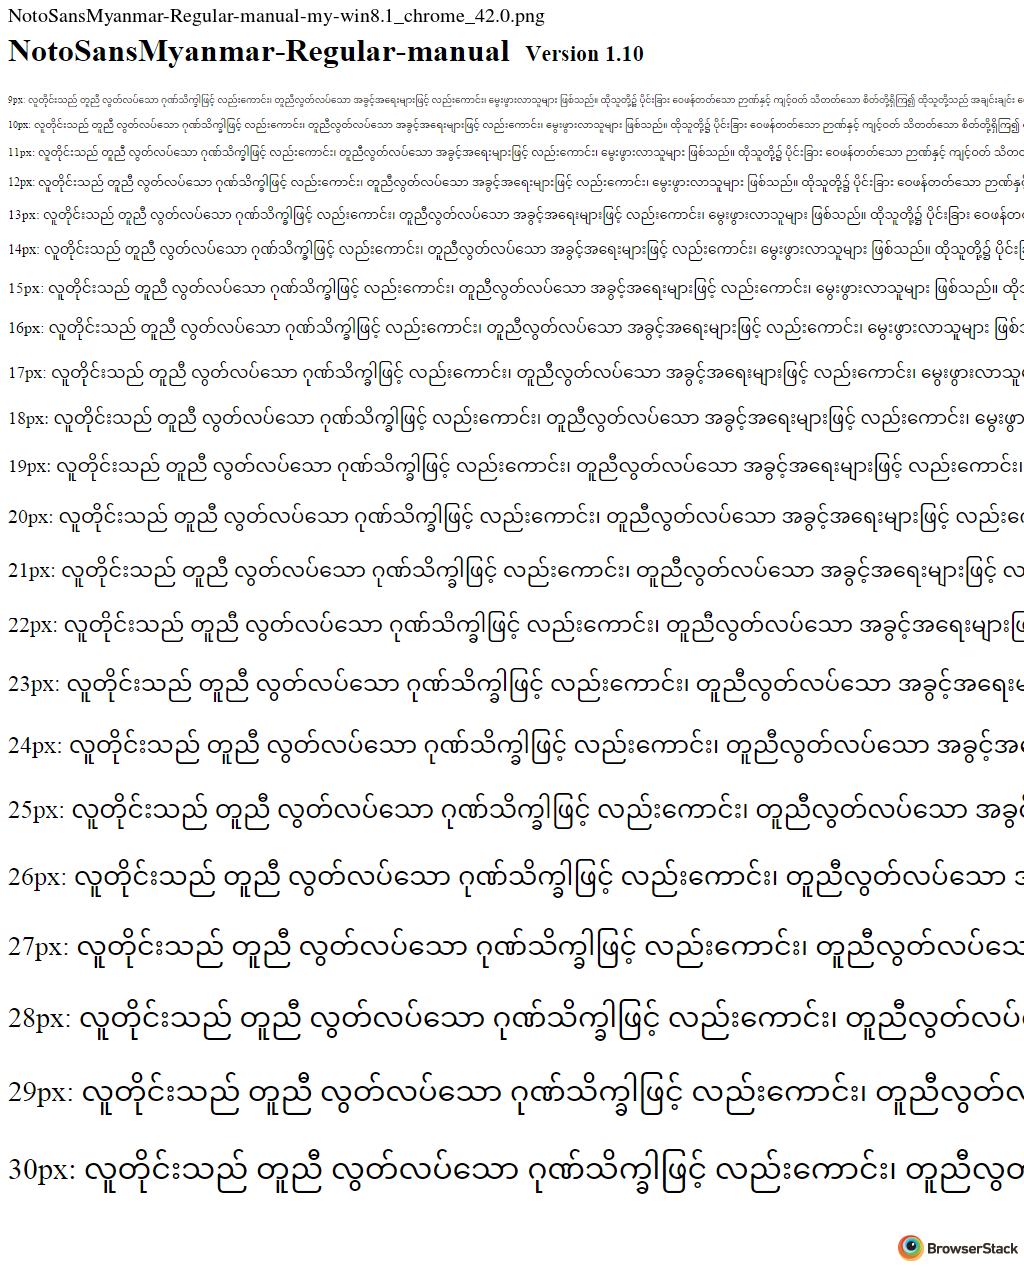 NotoSansMyanmar-Regular-manual-my-win8.1_chrome_42.0.png
NotoSansMyanmar-Regular-manual Version 1.10
9px: လူတိုင်းသည် တူညီ လွတ်လပ်သော ဂုဏ်သိက္ခါဖြင့် လည်းကောင်း၊ တူညီလွတ်လပ်သော အခွင့်အရေးများဖြင့် လည်းကောင်း၊ မွေးဖွားလာသူများ ဖြစ်သည်။ ထိုသူတို့၌ ပိုင်းခြား ဝေဖန်တတ်သော ဉာဏ်နှင့် ကျင့်ဝတ် သိတတ်သော စိတ်တို့ရှိကြ၍ ထိုသူတို့သည် အချင်းချင်း
10px: လူတိုင်းသည် တူညီ လွတ်လပ်သော ဂုဏ်သိက္ခါဖြင့် လည်းကောင်း၊ တူညီလွတ်လပ်သော အခွင့်အရေးများဖြင့် လည်းကောင်း၊ မွေးဖွားလာသူများ ဖြစ်သည်။ ထိုသူတို့၌ ပိုင်းခြား ဝေဖန်တတ်သော ဉာဏ်နှင့် ကျင့်ဝတ် သိတတ်သော စိတ်တို့ရှိကြ၍
11px: လူတိုင်းသည် တူညီ လွတ်လပ်သော ဂုဏ်သိက္ခါဖြင့် လည်းကောင်း၊ တူညီလွတ်လပ်သော အခွင့်အရေးများဖြင့် လည်းကောင်း၊ မွေးဖွားလာသူများ ဖြစ်သည်။ ထိုသူတို့၌ ပိုင်းခြား ဝေဖန်တတ်သော ဉာဏ်နှင့် ကျင့်ဝတ်
12px: လူတိုင်းသည် တူညီ လွတ်လပ်သော ဂုဏ်သိက္ခါဖြင့် လည်းကောင်း၊ တူညီလွတ်လပ်သော အခွင့်အရေးများဖြင့် လည်းကောင်း၊ မွေးဖွားလာသူများ ဖြစ်သည်။ ထိုသူတို့၌ ပိုင်းခြား ဝေဖန်တတ်သော
13px: လူတိုင်းသည် တူညီ လွတ်လပ်သော ဂုဏ်သိက္ခါဖြင့် လည်းကောင်း၊ တူညီလွတ်လပ်သော အခွင့်အရေးများဖြင့် လည်းကောင်း၊ မွေးဖွားလာသူများ ဖြစ်သည်။ ထိုသူတို့၌ ပိုင်းခြား
14px: လူတိုင်းသည် တူညီ လွတ်လပ်သော ဂုဏ်သိက္ခါဖြင့် လည်းကောင်း၊ တူညီလွတ်လပ်သော အခွင့်အရေးများဖြင့် လည်းကောင်း၊ မွေးဖွားလာသူများ ဖြစ်သည်။ ထိုသူတို့၌
15px: လူတိုင်းသည် တူညီ လွတ်လပ်သော ဂုဏ်သိက္ခါဖြင့် လည်းကောင်း၊ တူညီလွတ်လပ်သော အခွင့်အရေးများဖြင့် လည်းကောင်း၊ မွေးဖွားလာသူများ ဖြစ်သည်။
16px: လူတိုင်းသည် တူညီ လွတ်လပ်သော ဂုဏ်သိက္ခါဖြင့် လည်းကောင်း၊ တူညီလွတ်လပ်သော အခွင့်အရေးများဖြင့် လည်းကောင်း၊ မွေးဖွားလာသူများ
17px: လူတိုင်းသည် တူညီ လွတ်လပ်သော ဂုဏ်သိက္ခါဖြင့် လည်းကောင်း၊ တူညီလွတ်လပ်သော အခွင့်အရေးများဖြင့် လည်းကောင်း၊ မွေးဖွားလာသူ
18px: လူတိုင်းသည် တူညီ လွတ်လပ်သော ဂုဏ်သိက္ခါဖြင့် လည်းကောင်း၊ တူညီလွတ်လပ်သော အခွင့်အရေးများဖြင့် လည်းကောင်း၊ မွေးဖွာ
19px: လူတိုင်းသည် တူညီ လွတ်လပ်သော ဂုဏ်သိက္ခါဖြင့် လည်းကောင်း၊ တူညီလွတ်လပ်သော အခွင့်အရေးများဖြင့် လည်းကောင်း၊
20px: လူတိုင်းသည် တူညီ လွတ်လပ်သော ဂုဏ်သိက္ခါဖြင့် လည်းကောင်း၊ တူညီလွတ်လပ်သော အခွင့်အရေးများဖြင့် လည်း
21px: လူတိုင်းသည် တူညီ လွတ်လပ်သော ဂုဏ်သိက္ခါဖြင့် လည်းကောင်း၊ တူညီလွတ်လပ်သော အခွင့်အရေးများဖြင့် လ
22px: လူတိုင်းသည် တူညီ လွတ်လပ်သော ဂုဏ်သိက္ခါဖြင့် လည်းကောင်း၊ တူညီလွတ်လပ်သော အခွင့်အရေးများ
23px: လူတိုင်းသည် တူညီ လွတ်လပ်သော ဂုဏ်သိက္ခါဖြင့် လည်းကောင်း၊ တူညီလွတ်လပ်သော အခွင့်အရေး
24px: လူတိုင်းသည် တူညီ လွတ်လပ်သော ဂုဏ်သိက္ခါဖြင့် လည်းကောင်း၊ တူညီလွတ်လပ်သော အခွင့်အ
25px: လူတိုင်းသည် တူညီ လွတ်လပ်သော ဂုဏ်သိက္ခါဖြင့် လည်းကောင်း၊ တူညီလွတ်လပ်သော အခွ
26px: လူတိုင်းသည် တူညီ လွတ်လပ်သော ဂုဏ်သိက္ခါဖြင့် လည်းကောင်း၊ တူညီလွတ်လပ်သော
27px: လူတိုင်းသည် တူညီ လွတ်လပ်သော ဂုဏ်သိက္ခါဖြင့် လည်းကောင်း၊ တူညီလွတ်လပ်သေ
28px: လူတိုင်းသည် တူညီ လွတ်လပ်သော ဂုဏ်သိက္ခါဖြင့် လည်းကောင်း၊ တူညီလွတ်လပ်
29px: လူတိုင်းသည် တူညီ လွတ်လပ်သော ဂုဏ်သိက္ခါဖြင့် လည်းကောင်း၊ တူညီလွတ်
30px: လူတိုင်းသည် တူညီ လွတ်လပ်သော ဂုဏ်သိက္ခါဖြင့် လည်းကောင်း၊ တူညီလွတ
BrowserStack